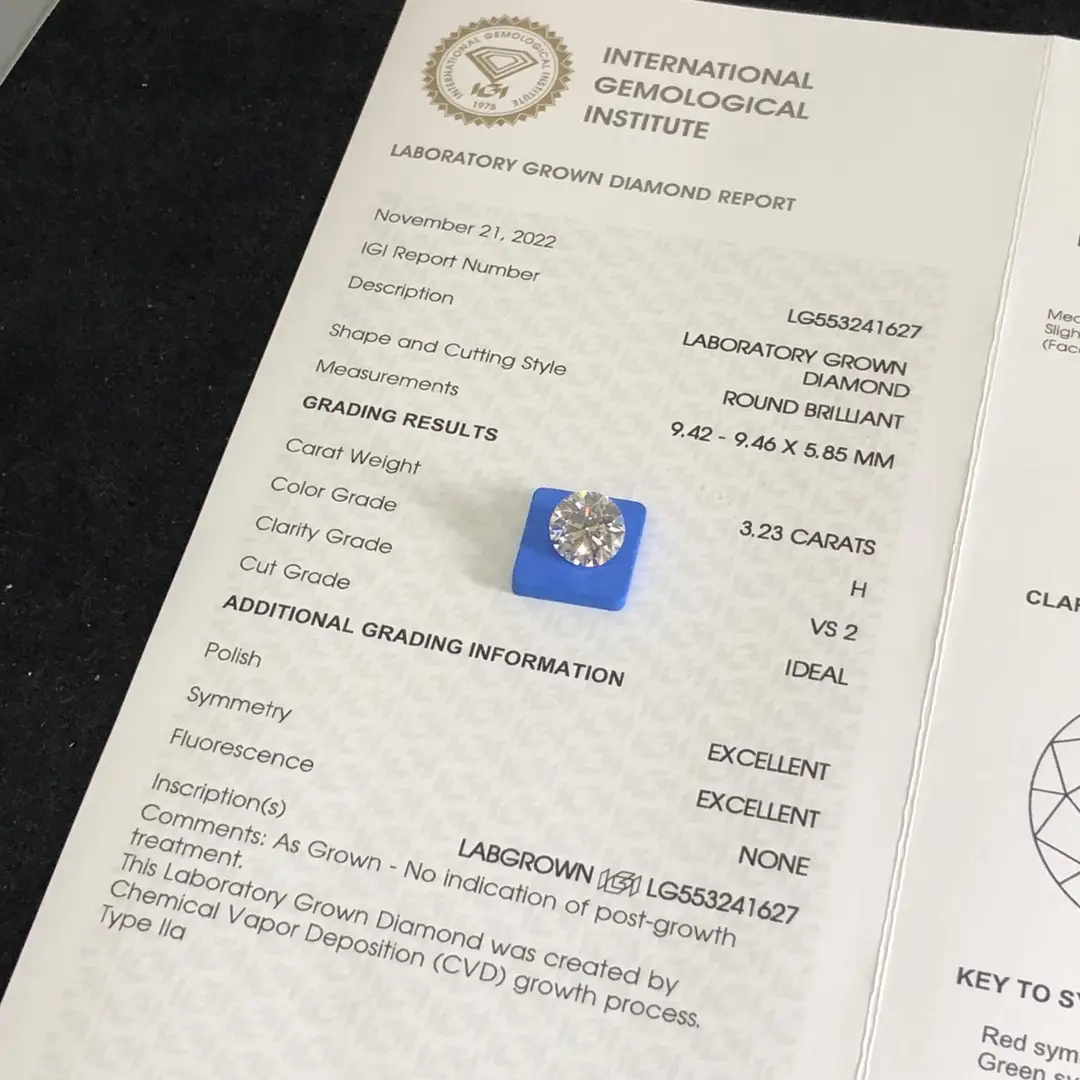 INTERNATIONAL GEMOLOGICAL INSTITUTE
IGI
1975
INTERNATIONAL
GEMOLOGICAL
INSTITUTE
LABORATORY GROWN DIAMOND REPORT
November 21, 2022
IGI Report Number LG553241627
Description LABORATORY GROWN
DIAMOND
Shape and Cutting Style ROUND BRILLIANT
Measurements 9.42 - 9.46 X 5.85 MM
GRADING RESULTS
Carat Weight 3.23 CARATS
Color Grade H
Clarity Grade VS 2
Cut Grade IDEAL
ADDITIONAL GRADING INFORMATION
Polish EXCELLENT
Symmetry EXCELLENT
Fluorescence NONE
Inscription(s) LABGROWN IGI LG553241627
Comments: As Grown - No indication of post-growth
treatment.
This Laboratory Grown Diamond was created by
Chemical Vapor Deposition (CVD) growth process.
Type IIa
KEY TO
Red
Green